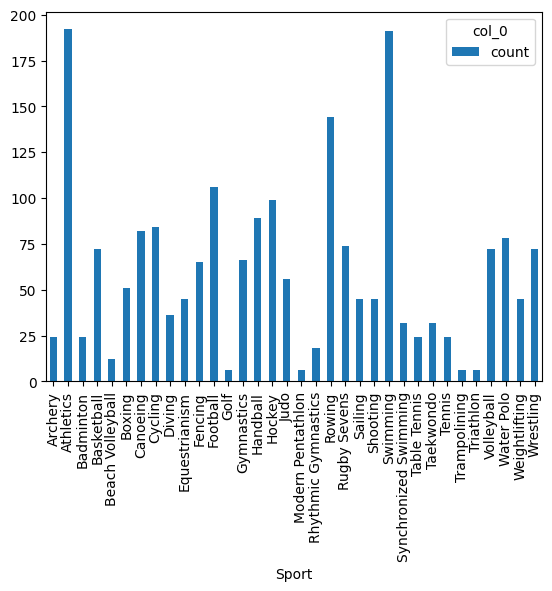 200
175
150
125
100
75
50
25
0
col_0
count
Archery
Athletics
Badminton
Basketball
Beach Volleyball
Boxing
Canoeing
Cycling
Diving
Equestrianism
Fencing
Football
Golf
Gymnastics
Handball
Hockey
Judo
Modern Pentathlon
Rhythmic Gymnastics
Rowing
Rugby Sevens
Sailing
Shooting
Swimming
Synchronized Swimming
Table Tennis
Taekwondo
Tennis
Trampolining
Triathlon
Volleyball
Water Polo
Weightlifting
Wrestling
Sport